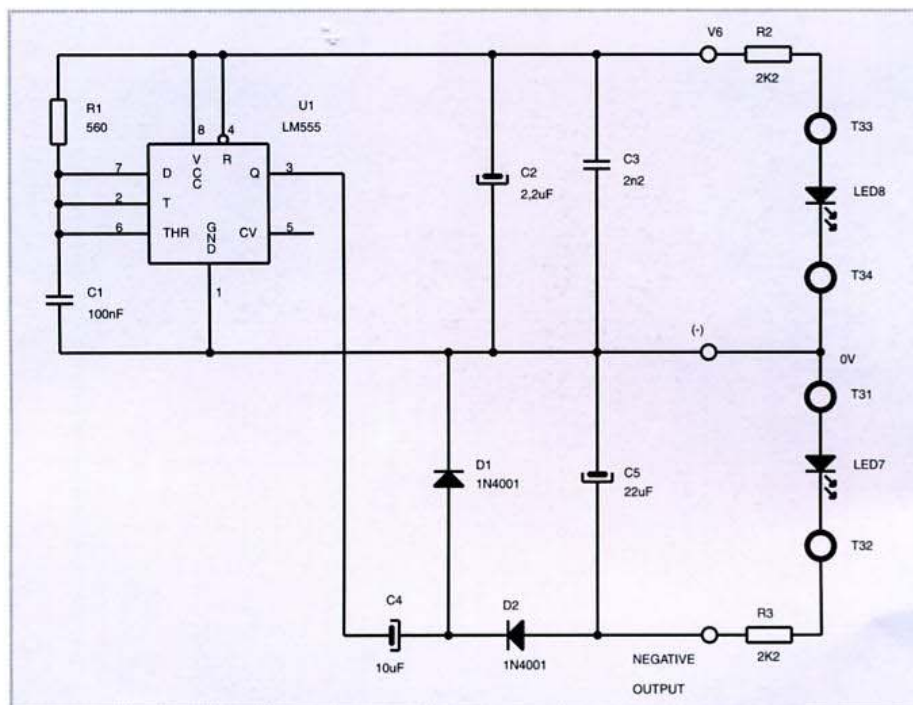 V6
R2
2K2
R1
560
U1
LM555
8
4
7
D
VCC
R
Q
3
2
T
6
THR
GND
CV
5
1
C1
100nF
C2
2,2uF
C3
2n2
T33
LED8
T34
(-)
0V
T31
D1
1N4001
C5
22uF
LED7
T32
C4
10uF
D2
1N4001
R3
2K2
NEGATIVE
OUTPUT